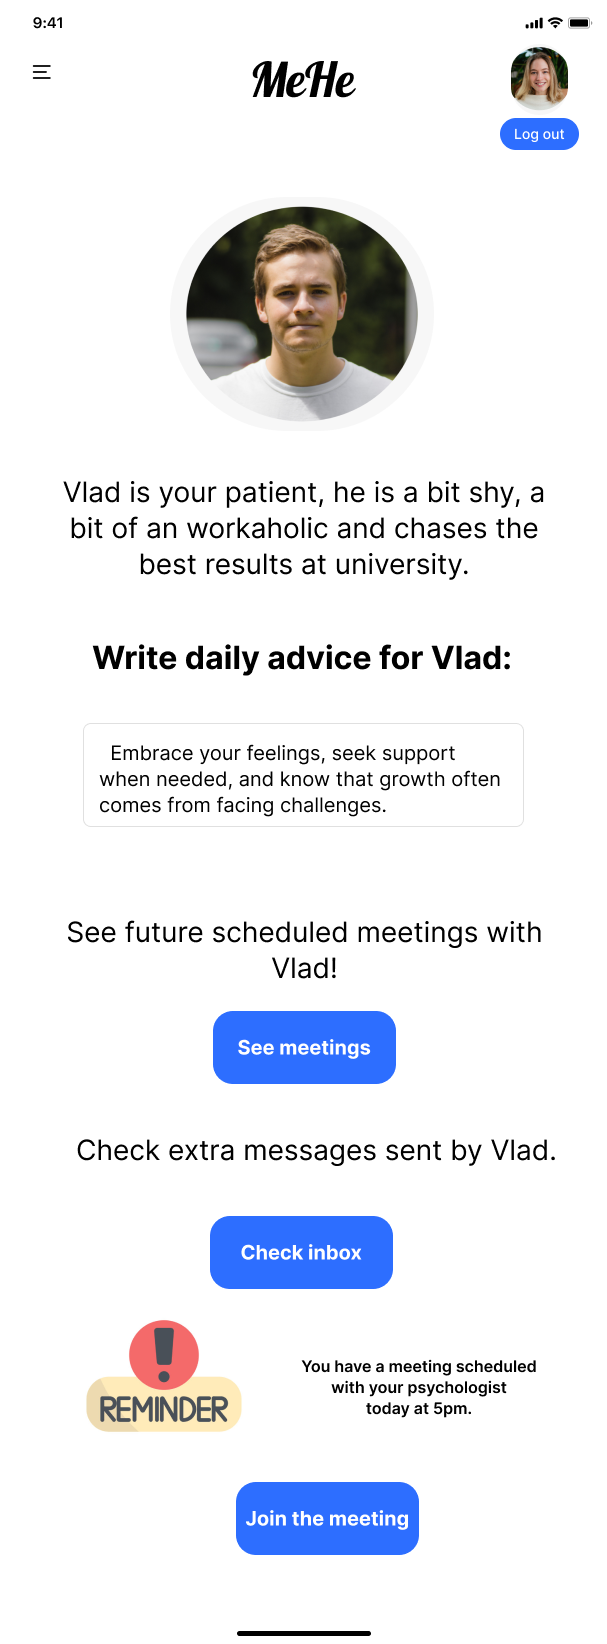 9:41
MeHe
Log out
Vlad is your patient, he is a bit shy, a
bit of an workaholic and chases the
best results at university.
Write daily advice for Vlad:
Embrace your feelings, seek support
when needed, and know that growth often
comes from facing challenges.
See future scheduled meetings with
Vlad!
See meetings
Check extra messages sent by Vlad.
Check inbox
REMINDER
You have a meeting scheduled
with your psychologist
today at 5pm.
Join the meeting